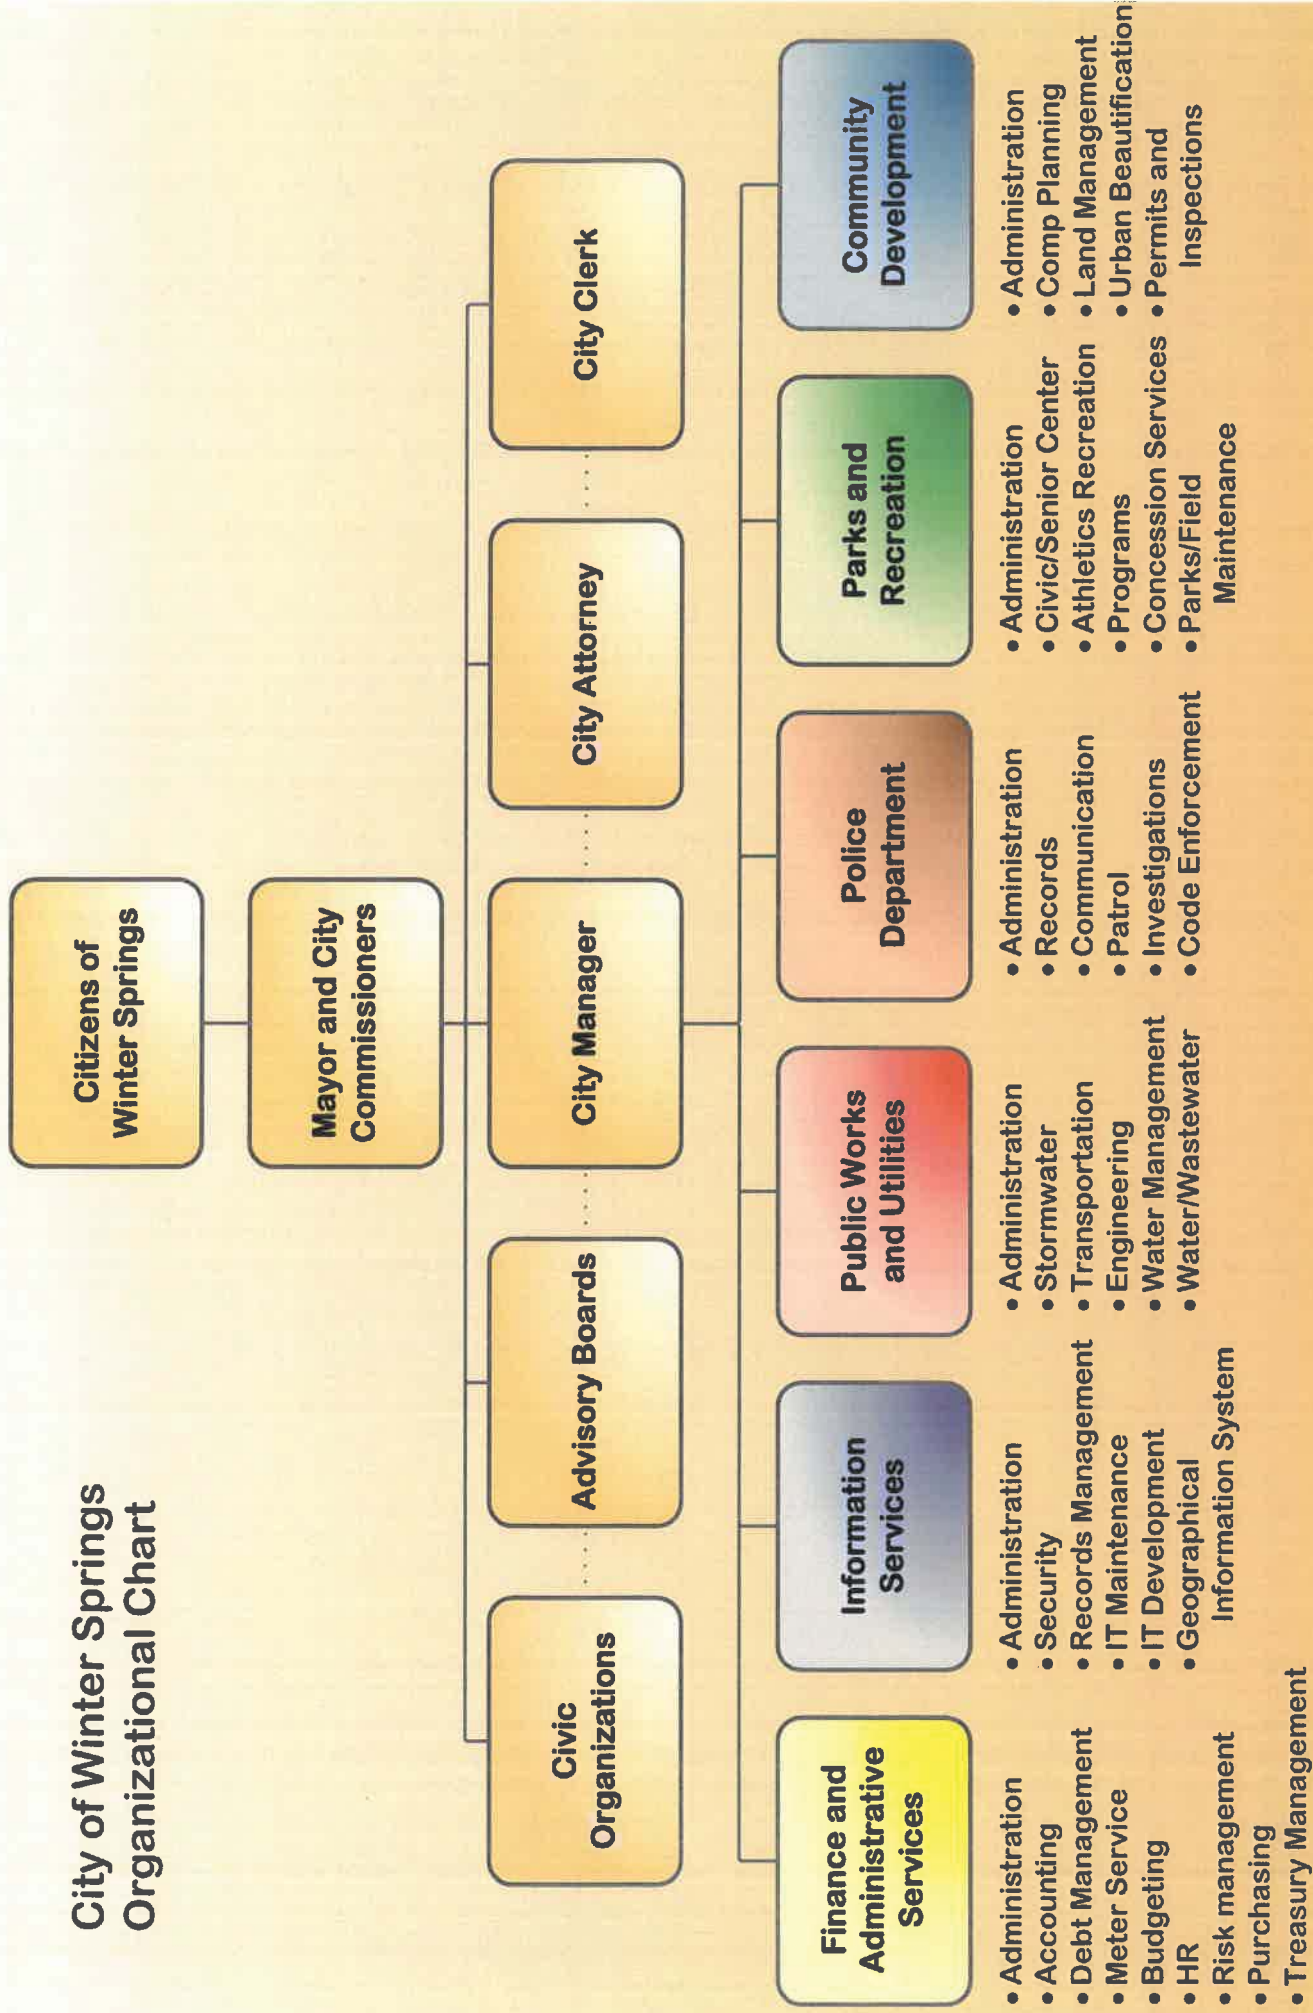 City of Winter Springs
Organizational Chart
Citizens of
Winter Springs
Mayor and City
Commissioners
Civic
Organizations
Advisory Boards
City Manager
City Attorney
City Clerk
Finance and
Administrative
Services
• Administration
• Accounting
• Debt Management
• Meter Service
• Budgeting
• HR
• Risk management
• Purchasing
• Treasury Management
Information
Services
• Administration
• Security
• Records Management
• IT Maintenance
• IT Development
• Geographical
Information System
Public Works
and Utilities
• Administration
• Stormwater
• Transportation
• Engineering
• Water Management
• Water/Wastewater
Police
Department
• Administration
• Records
• Communication
• Patrol
• Investigations
• Code Enforcement
Parks and
Recreation
• Administration
• Civic/Senior Center
• Athletics Recreation
• Programs
• Concession Services
• Parks/Field
Maintenance
Community
Development
• Administration
• Comp Planning
• Land Management
• Urban Beautification
• Permits and
Inspections